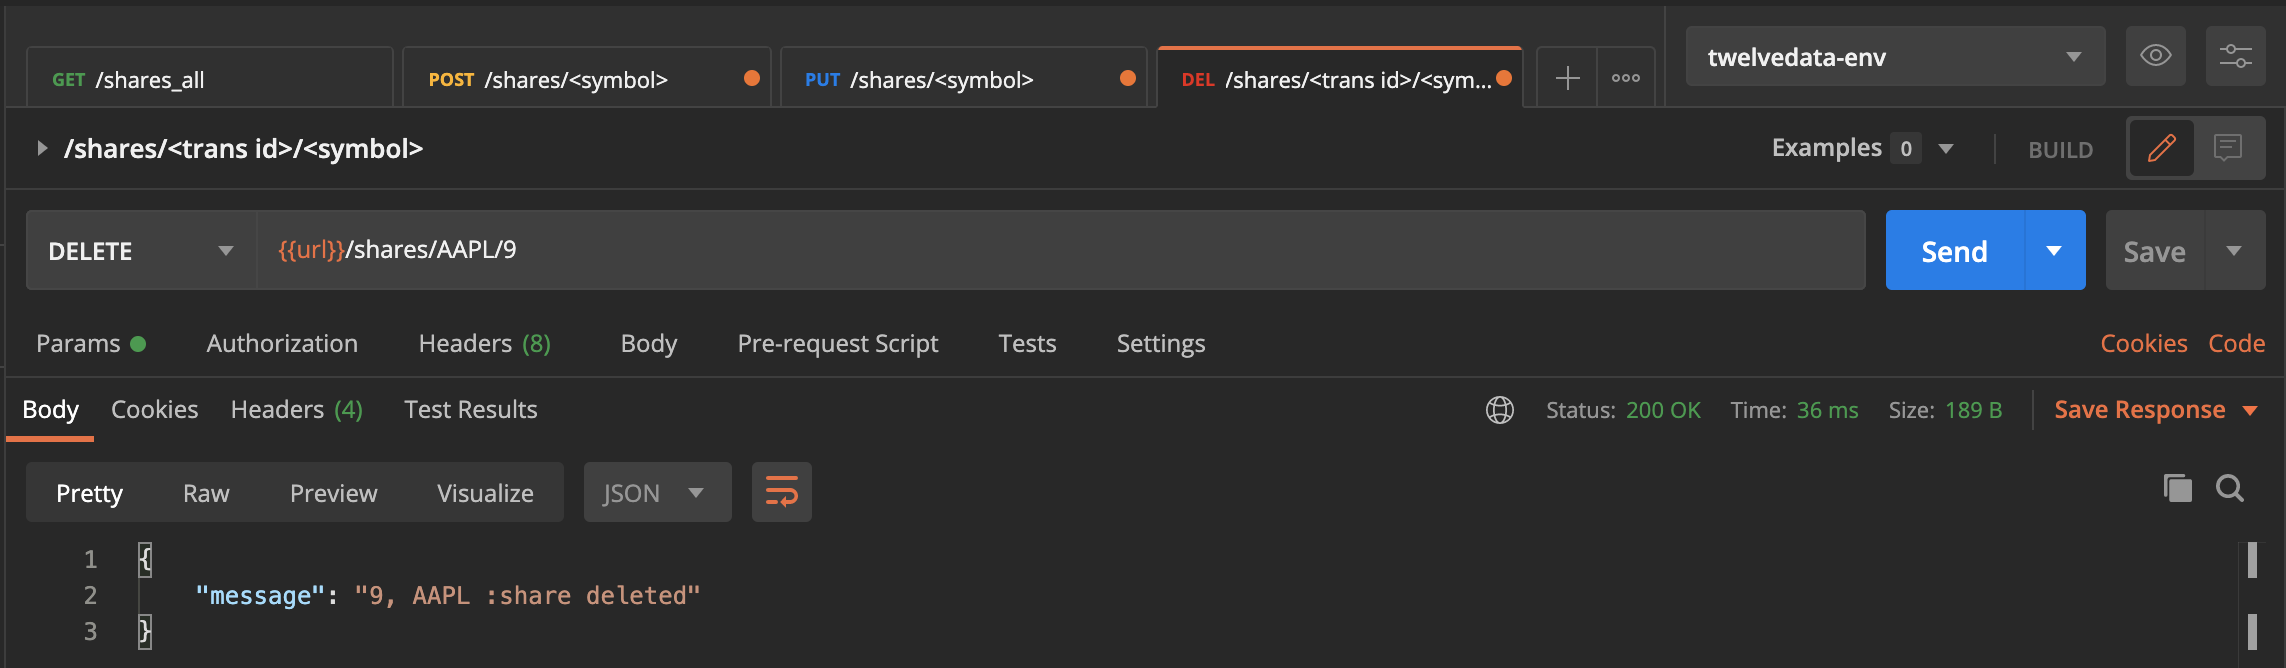 GET /shares_all
POST /shares/<symbol>
PUT /shares/<symbol>
DEL /shares/<trans id>/<sym...
twelvedata-env
/shares/<trans id>/<symbol>
Examples 0
BUILD
DELETE
{{url}}/shares/AAPL/9
Send
Save
Params
Authorization
Headers (8)
Body
Pre-request Script
Tests
Settings
Cookies
Code
Body
Cookies
Headers (4)
Test Results
Status: 200 OK
Time: 36 ms
Size: 189 B
Save Response
Pretty
Raw
Preview
Visualize
JSON
1 {
2 "message": "9, AAPL :share deleted"
3 }